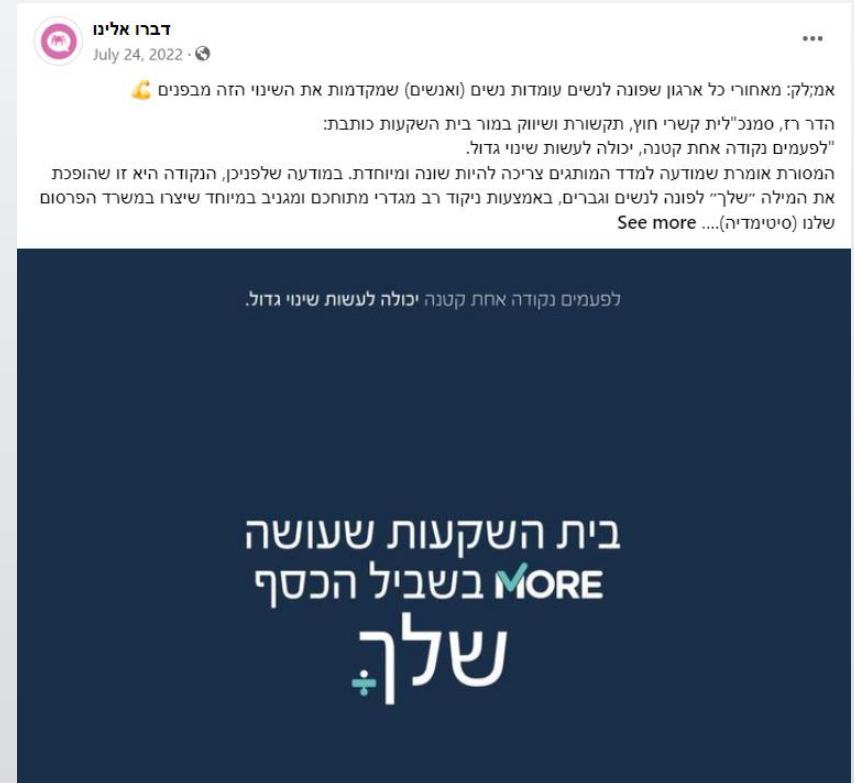 דברו אלינו
July 24, 2022
אמ;לק: מאחורי כל ארגון שפונה לנשים עומדות נשים (ואנשים) שמקדמות את השינוי הזה מבפנים 💪
הדר רז, סמנכ"לית קשרי חוץ, תקשורת ושיווק במור בית השקעות כותבת:
"לפעמים נקודה אחת קטנה, יכולה לעשות שינוי גדול.
המסורת אומרת שמודעה למדד המותגים צריכה להיות שונה ומיוחדת. במודעה שלפניכן, הנקודה היא זו שהופכת
את המילה ״שלך״ לפונה לנשים וגברים, באמצעות ניקוד רב מגדרי מתוחכם ומגניב במיוחד שיצרו במשרד הפרסום
שלנו (סיטימדיה).... See more
לפעמים נקודה אחת קטנה יכולה לעשות שינוי גדול.
בית השקעות שעושה
MORE בשביל הכסף
שלך